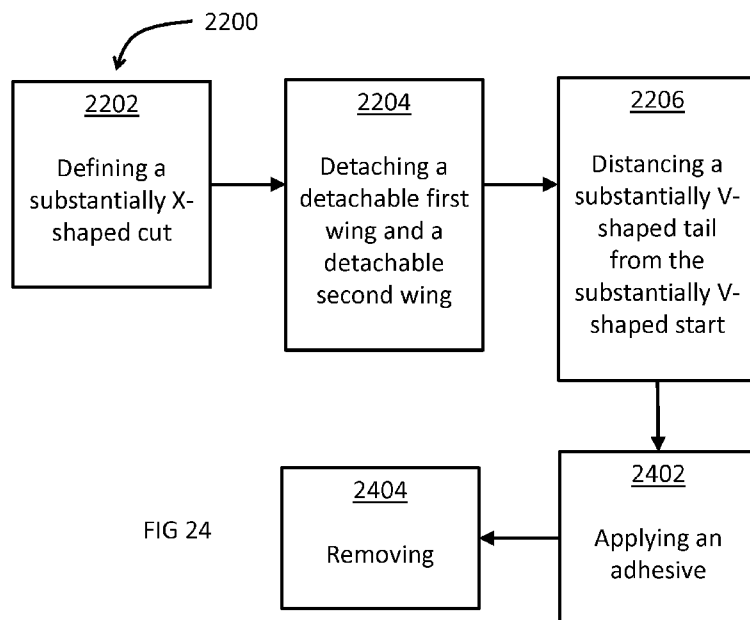 2200
2202
Defining a
substantially X-
shaped cut
2204
Detaching a
detachable first
wing and a
detachable
second wing
2206
Distancing a
substantially V-
shaped tail
from the
substantially V-
shaped start
2402
Applying an
adhesive
2404
Removing
FIG 24